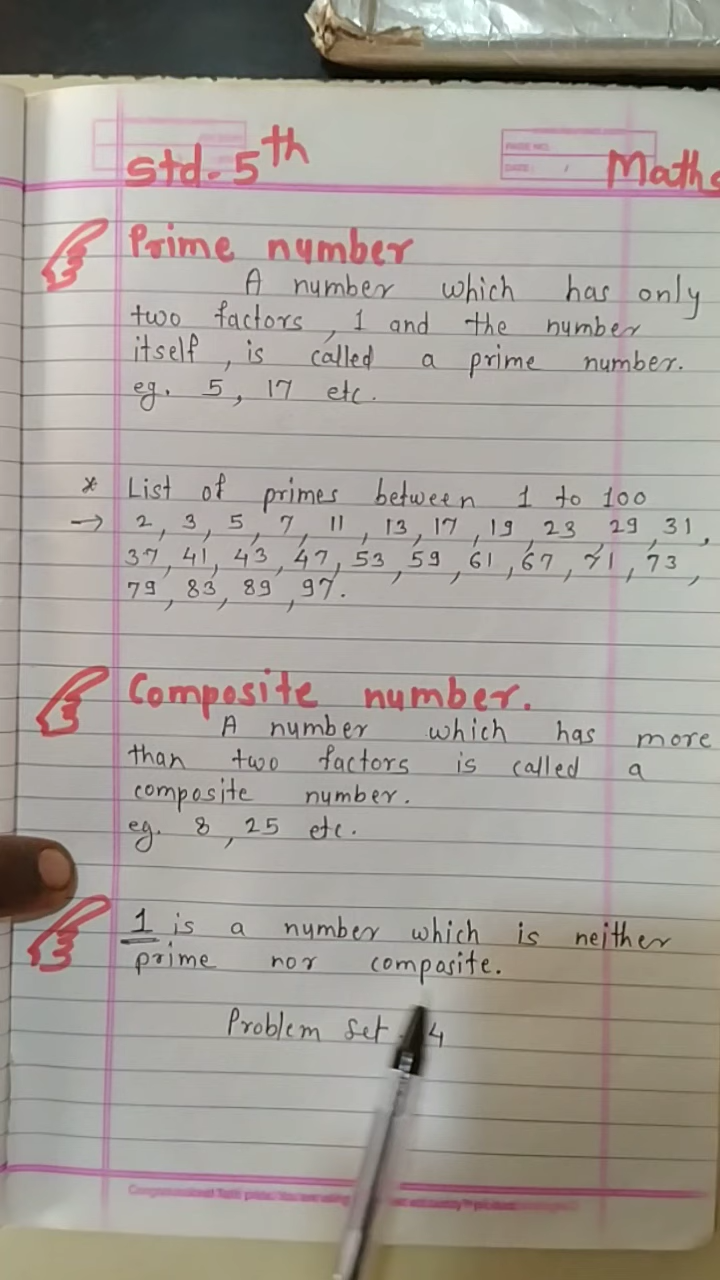 Std. 5th
PAGE NO.
DATE: /
Maths
Prime number
A number which has only
two factors, 1 and the number
itself, is called a prime number.
eg. 5, 17 etc.
* List of primes between 1 to 100
→ 2, 3, 5, 7, 11, 13, 17, 19, 23, 29, 31,
37, 41, 43, 47, 53, 59, 61, 67, 71, 73,
79, 83, 89, 97.
Composite number.
A number which has more
than two factors is called a
composite number.
eg. 8, 25 etc.
1 is a number which is neither
prime nor composite.
Problem Set 4